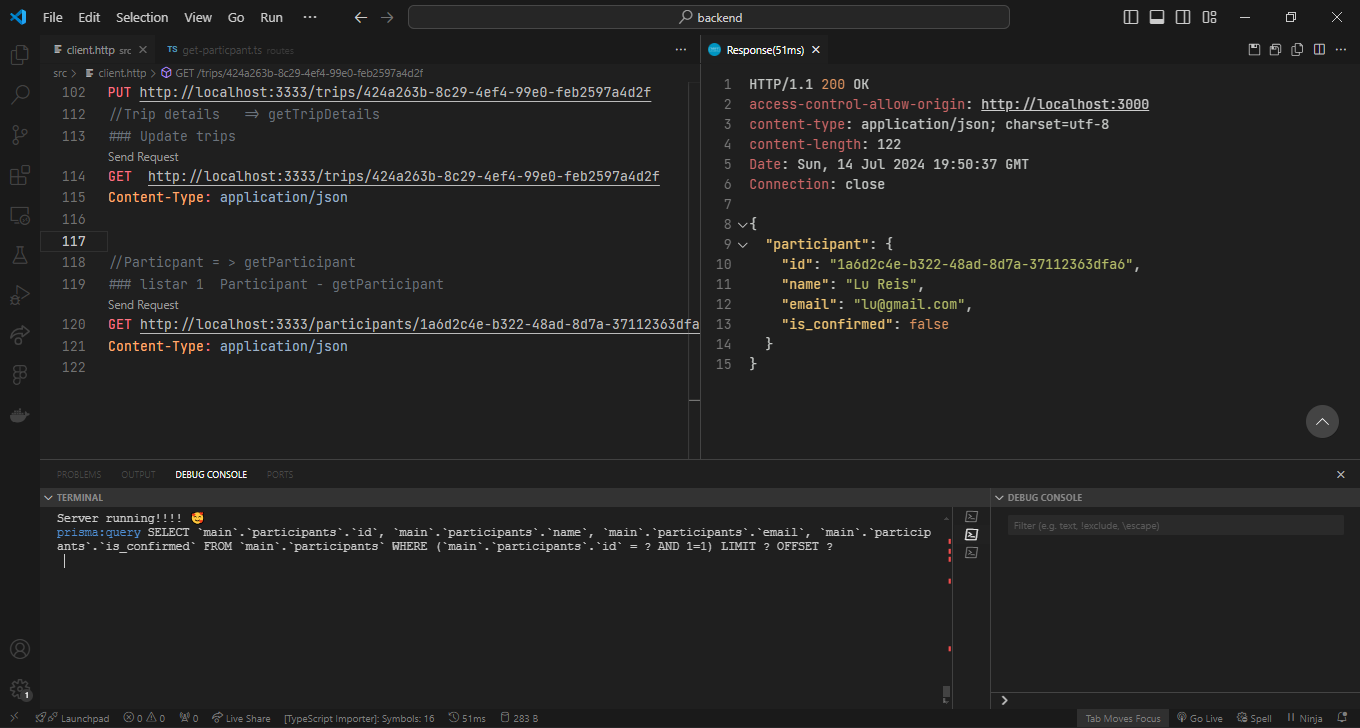 File Edit Selection View Go Run ··· backend
client.http src TS get-particpant.ts routes ···
src > client.http > GET /trips/424a263b-8c29-4ef4-99e0-feb2597a4d2f
102 PUT http://localhost:3333/trips/424a263b-8c29-4ef4-99e0-feb2597a4d2f
112 //Trip details => getTripDetails
113 ### Update trips
Send Request
114 GET http://localhost:3333/trips/424a263b-8c29-4ef4-99e0-feb2597a4d2f
115 Content-Type: application/json
116
117
118 //Particpant = > getParticipant
119 ### listar 1 Participant - getParticipant
Send Request
120 GET http://localhost:3333/participants/1a6d2c4e-b322-48ad-8d7a-37112363dfa
121 Content-Type: application/json
122
Response(51ms) ···
1 HTTP/1.1 200 OK
2 access-control-allow-origin: http://localhost:3000
3 content-type: application/json; charset=utf-8
4 content-length: 122
5 Date: Sun, 14 Jul 2024 19:50:37 GMT
6 Connection: close
7
8 {
9 "participant": {
10 "id": "1a6d2c4e-b322-48ad-8d7a-37112363dfa6",
11 "name": "Lu Reis",
12 "email": "lu@gmail.com",
13 "is_confirmed": false
14 }
15 }
PROBLEMS OUTPUT DEBUG CONSOLE PORTS
TERMINAL
Server running!!!! 🥰
prisma:query SELECT `main`.`participants`.`id`, `main`.`participants`.`name`, `main`.`participants`.`email`, `main`.`particip
ants`.`is_confirmed` FROM `main`.`participants` WHERE (`main`.`participants`.`id` = ? AND 1=1) LIMIT ? OFFSET ?
DEBUG CONSOLE
Filter (e.g. text, !exclude, \escape)
>
1
Launchpad 0 0 0 Live Share [TypeScript Importer]: Symbols: 16 51ms 283 B Tab Moves Focus Go Live Spell Ninja